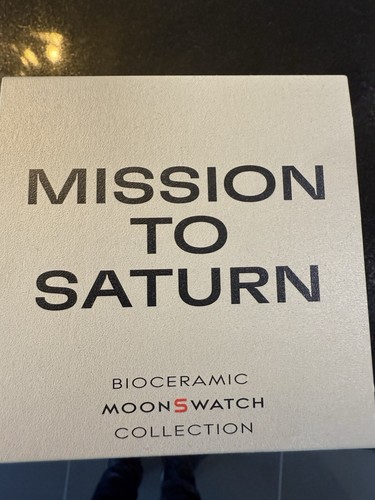 MISSION
TO
SATURN
BIOCERAMIC
MOONSWATCH
COLLECTION